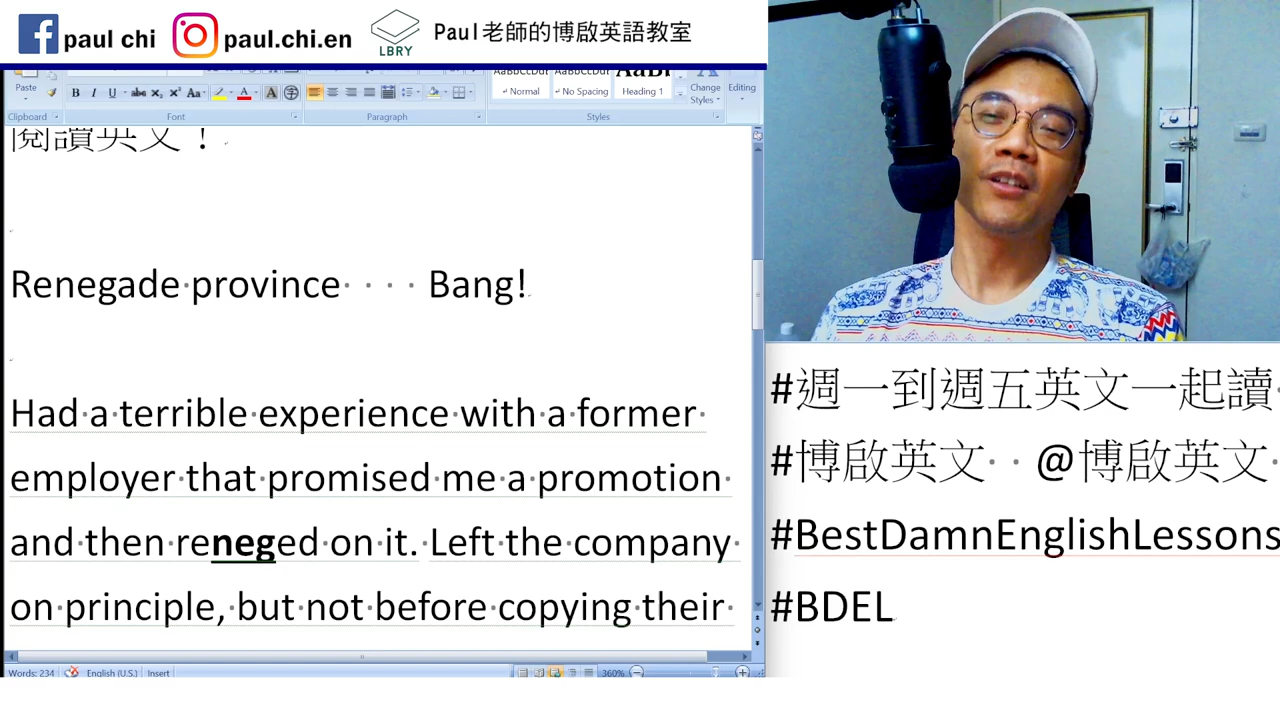 paul chi
paul.chi.en
LBRY
Paul老師的博啟英語教室
Paste
Clipboard
Font
Paragraph
Normal
No Spacing
Heading 1
Change Styles
Editing
Styles
閱讀英文！
Renegade province Bang!
Had a terrible experience with a former
employer that promised me a promotion
and then reneged on it. Left the company
on principle, but not before copying their
Words: 234
English (U.S.)
Insert
360%
#週一到週五英文一起讀
#博啟英文 @博啟英文
#BestDamnEnglishLessons
#BDEL